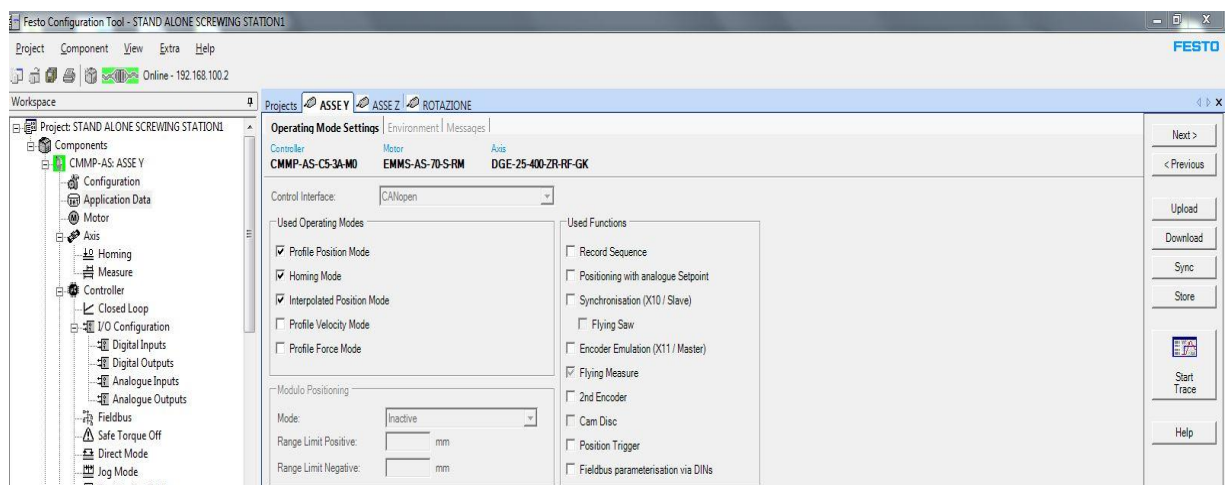 Festo Configuration Tool - STAND ALONE SCREWING STATION1
Project Component View Extra Help
FESTO
Online - 192.168.100.2
Workspace
Projects ASSE Y ASSE Z ROTAZIONE
Project: STAND ALONE SCREWING STATION1
Components
CMMP-AS: ASSE Y
Configuration
Application Data
Motor
Axis
Homing
Measure
Controller
Closed Loop
I/O Configuration
Digital Inputs
Digital Outputs
Analogue Inputs
Analogue Outputs
Fieldbus
Safe Torque Off
Direct Mode
Jog Mode
Operating Mode Settings Environment Messages
Controller Motor Axis
CMMP-AS-C5-3A-M0 EMMS-AS-70-S-RM DGE-25-400-ZR-RF-GK
Control Interface: CANopen
Used Operating Modes
Profile Position Mode
Homing Mode
Interpolated Position Mode
Profile Velocity Mode
Profile Force Mode
Modulo Positioning
Mode: Inactive
Range Limit Positive: mm
Range Limit Negative: mm
Used Functions
Record Sequence
Positioning with analogue Setpoint
Synchronisation (X10 / Slave)
Flying Saw
Encoder Emulation (X11 / Master)
Flying Measure
2nd Encoder
Cam Disc
Position Trigger
Fieldbus parameterisation via DINs
Next >
< Previous
Upload
Download
Sync
Store
Start
Trace
Help